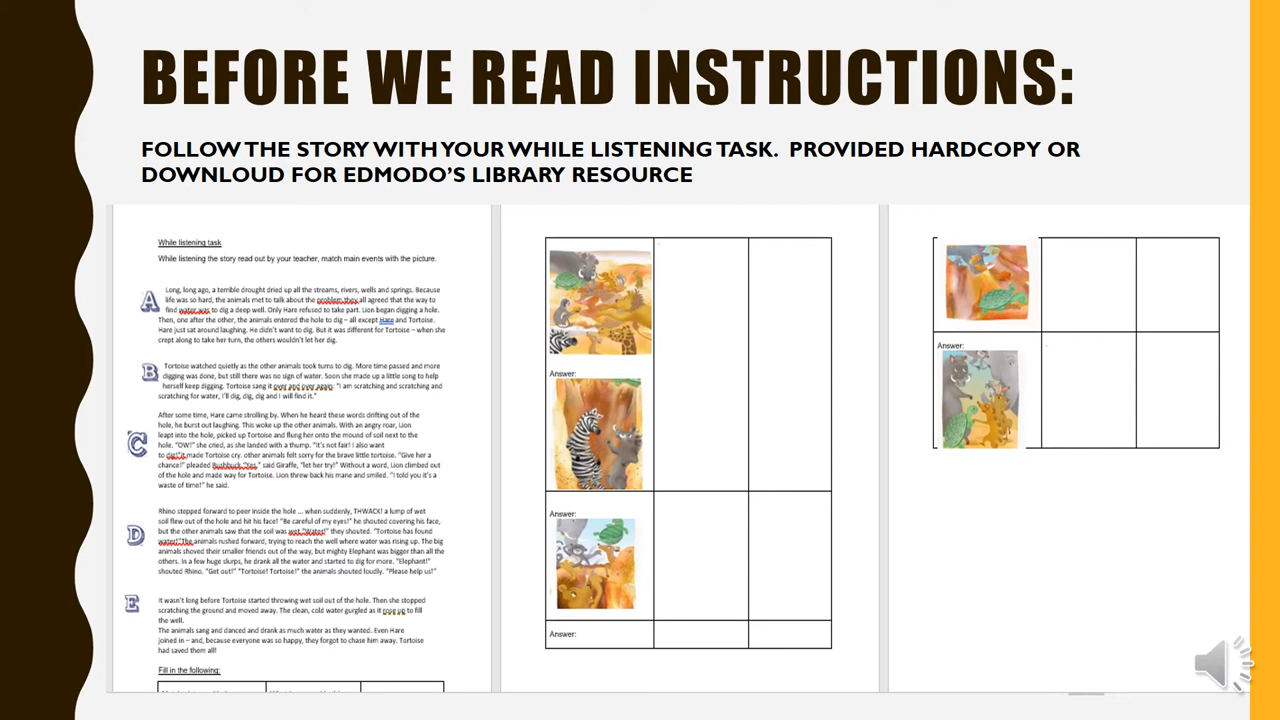 BEFORE WE READ INSTRUCTIONS:
FOLLOW THE STORY WITH YOUR WHILE LISTENING TASK. PROVIDED HARDCOPY OR
DOWNLOUD FOR EDMODO'S LIBRARY RESOURCE
While listening task
While listening the story read out by your teacher, match main events with the picture.
A
Long, long ago, a terrible drought dried up all the streams, rivers, wells and springs. Because
life was so hard, the animals met to talk about the problem they all agreed that the way to
find water was to dig a deep well. Only Hare refused to take part. Lion began digging a hole.
Then, one after the other, the animals entered the hole to dig – all except Hare and Tortoise.
Hare just sat around laughing. He didn't want to dig. But it was different for Tortoise – when she
crept along to take her turn, the others wouldn't let her dig.
B
Tortoise watched quietly as the other animals took turns to dig. More time passed and more
digging was done, but still there was no sign of water. Soon she made up a little song to help
herself keep digging. Tortoise sang it over and over again: "I am scratching and scratching and
scratching for water, I'll dig, dig, dig and I will find it."
C
After some time, Hare came strolling by. When he heard these words drifting out of the
hole, he burst out laughing. This woke up the other animals. With an angry roar, Lion
leapt into the hole, picked up Tortoise and flung her onto the mound of soil next to the
hole. "OW!" she cried, as she landed with a thump. "It's not fair! I also want
to dig!"it made Tortoise cry. other animals felt sorry for the brave little tortoise. "Give her a
chance!" pleaded Bushbuck."Yes," said Giraffe, "let her try!" Without a word, Lion climbed out
of the hole and made way for Tortoise. Lion threw back his mane and smiled. "I told you it's a
waste of time!" he said.
D
Rhino stepped forward to peer inside the hole ... when suddenly, THWACK! a lump of wet
soil flew out of the hole and hit his face! "Be careful of my eyes!" he shouted covering his face,
but the other animals saw that the soil was wet."Water!" they shouted. "Tortoise has found
water!"The animals rushed forward, trying to reach the well where water was rising up. The big
animals shoved their smaller friends out of the way, but mighty Elephant was bigger than all the
others. In a few huge slurps, he drank all the water and started to dig for more. "Elephant!"
shouted Rhino. "Get out!" "Tortoise! Tortoise!" the animals shouted loudly. "Please help us!"
E
It wasn't long before Tortoise started throwing wet soil out of the hole. Then she stopped
scratching the ground and moved away. The clean, cold water gurgled as it rose up to fill
the well.
The animals sang and danced and drank as much water as they wanted. Even Hare
joined in – and, because everyone was so happy, they forgot to chase him away. Tortoise
had saved them all!
Fill in the following:
Answer:
Answer:
Answer:
Answer: